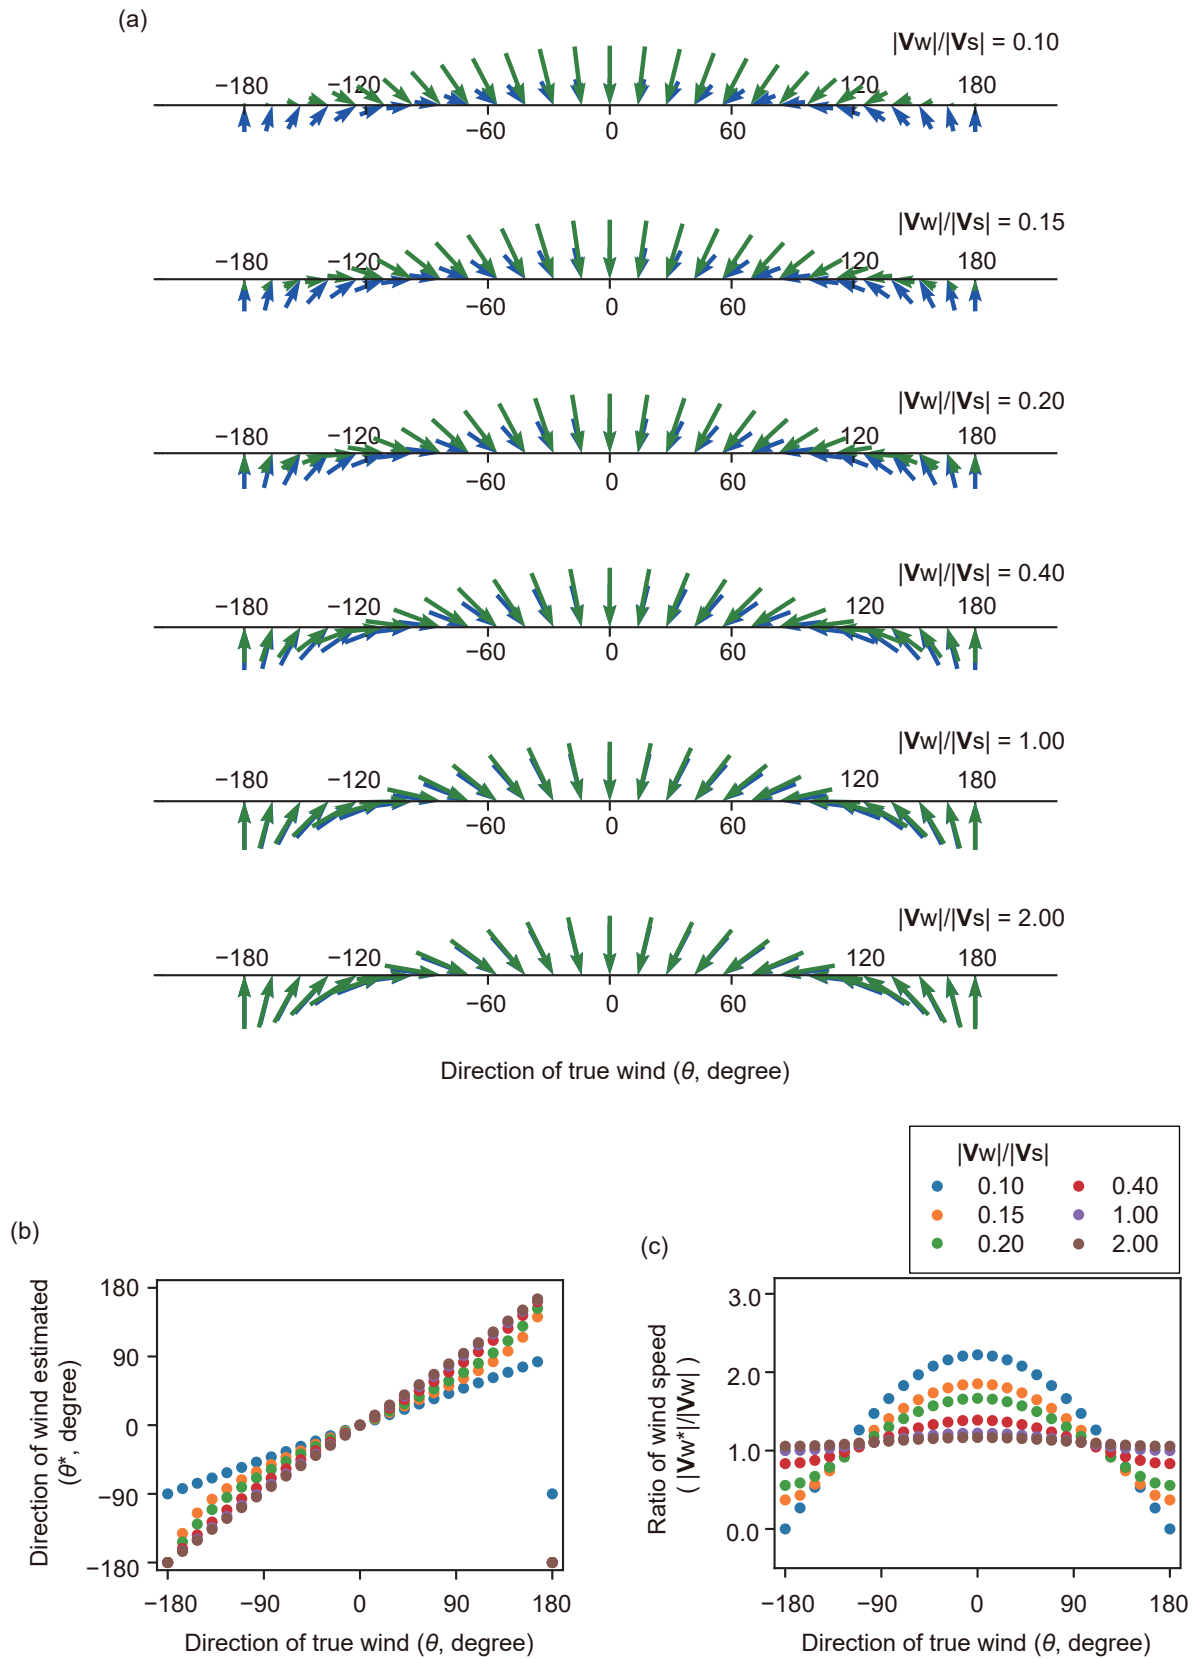 (a)
|Vw|/|Vs| = 0.10
−180 −120 120 180
−60 0 60
|Vw|/|Vs| = 0.15
−180 −120 120 180
−60 0 60
|Vw|/|Vs| = 0.20
−180 −120 120 180
−60 0 60
|Vw|/|Vs| = 0.40
−180 −120 120 180
−60 0 60
|Vw|/|Vs| = 1.00
−180 −120 120 180
−60 0 60
|Vw|/|Vs| = 2.00
−180 −120 120 180
−60 0 60
Direction of true wind (θ, degree)
|Vw|/|Vs|
0.10 0.40
0.15 1.00
0.20 2.00
(b)
Direction of wind estimated
(θ*, degree)
180
90
0
−90
−180
−180 −90 0 90 180
Direction of true wind (θ, degree)
(c)
Ratio of wind speed
( |Vw*|/|Vw| )
3.0
2.0
1.0
0.0
−180 −90 0 90 180
Direction of true wind (θ, degree)